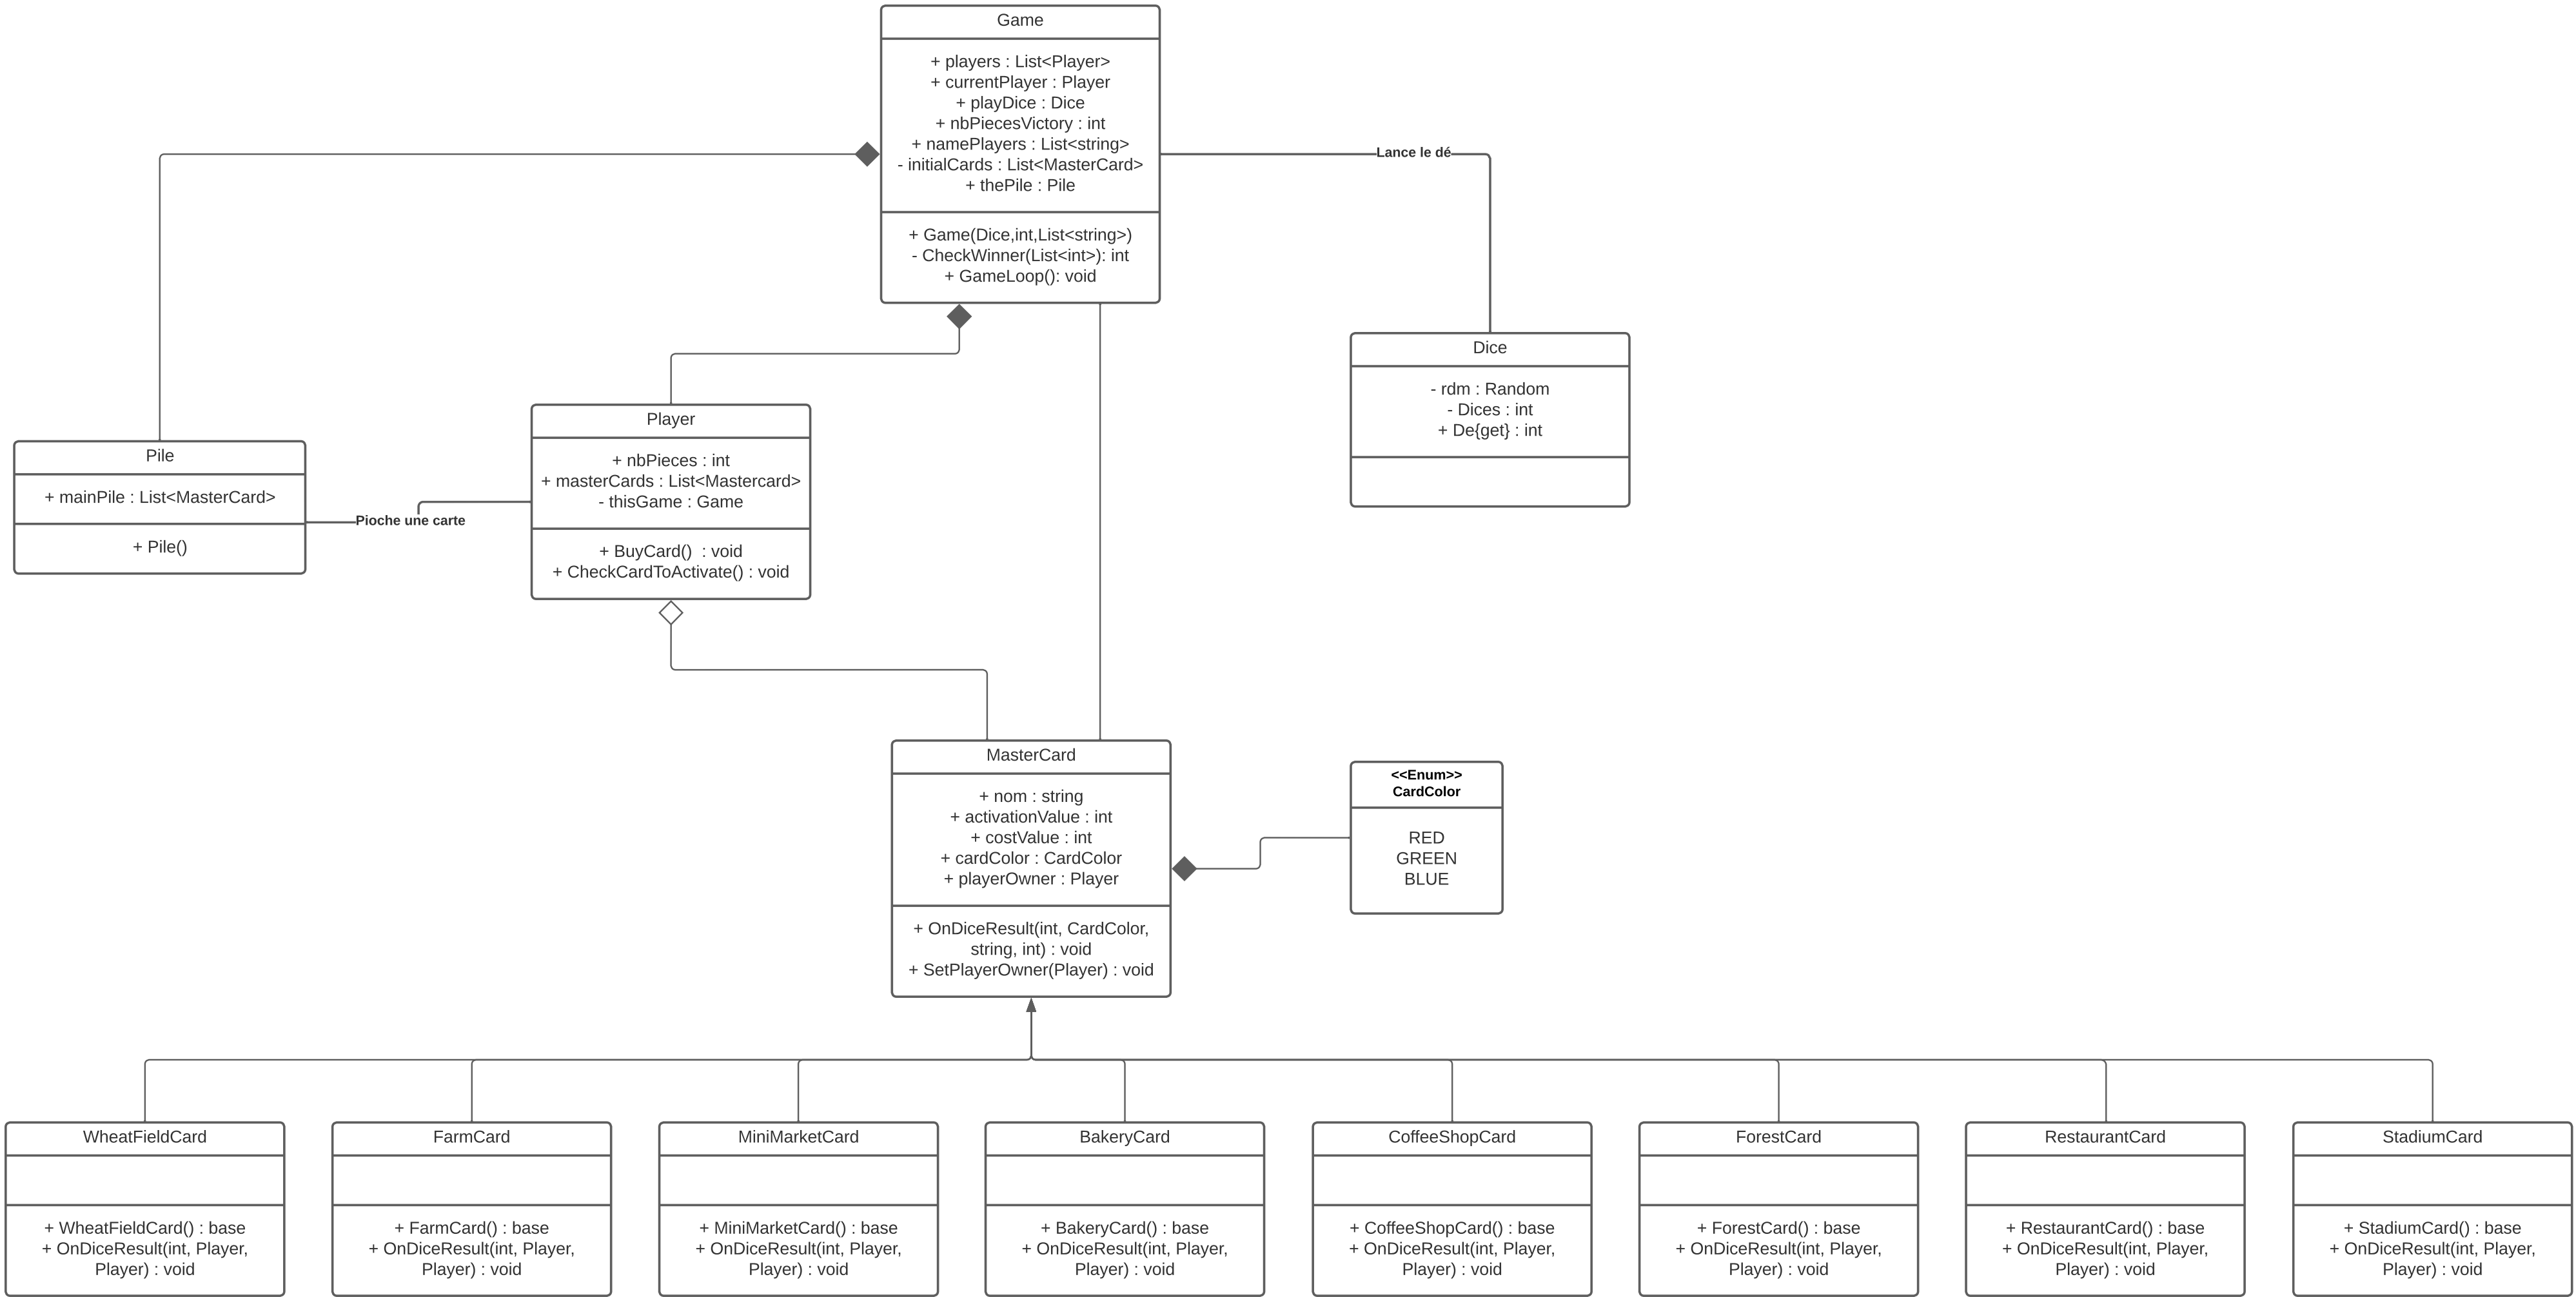 Game
+ players : List<Player>
+ currentPlayer : Player
+ playDice : Dice
+ nbPiecesVictory : int
+ namePlayers : List<string>
- initialCards : List<MasterCard>
+ thePile : Pile
+ Game(Dice,int,List<string>)
- CheckWinner(List<int>): int
+ GameLoop(): void
Lance le dé
Dice
- rdm : Random
- Dices : int
+ De{get} : int
Player
+ nbPieces : int
+ masterCards : List<Mastercard>
- thisGame : Game
+ BuyCard()  : void
+ CheckCardToActivate() : void
Pile
+ mainPile : List<MasterCard>
+ Pile()
Pioche une carte
MasterCard
+ nom : string
+ activationValue : int
+ costValue : int
+ cardColor : CardColor
+ playerOwner : Player
+ OnDiceResult(int, CardColor,
string, int) : void
+ SetPlayerOwner(Player) : void
<<Enum>>
CardColor
RED
GREEN
BLUE
WheatFieldCard
+ WheatFieldCard() : base
+ OnDiceResult(int, Player,
Player) : void
FarmCard
+ FarmCard() : base
+ OnDiceResult(int, Player,
Player) : void
MiniMarketCard
+ MiniMarketCard() : base
+ OnDiceResult(int, Player,
Player) : void
BakeryCard
+ BakeryCard() : base
+ OnDiceResult(int, Player,
Player) : void
CoffeeShopCard
+ CoffeeShopCard() : base
+ OnDiceResult(int, Player,
Player) : void
ForestCard
+ ForestCard() : base
+ OnDiceResult(int, Player,
Player) : void
RestaurantCard
+ RestaurantCard() : base
+ OnDiceResult(int, Player,
Player) : void
StadiumCard
+ StadiumCard() : base
+ OnDiceResult(int, Player,
Player) : void